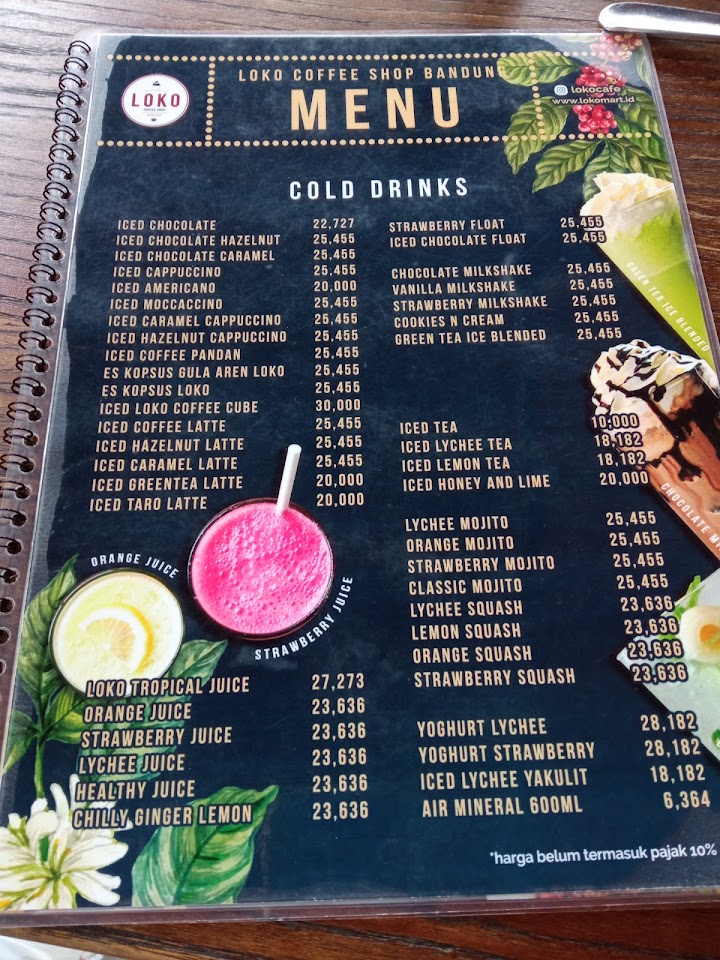 LOKO
COFFEE SHOP
LOKO COFFEE SHOP BANDUNG
MENU
lokocafe
www.lokomart.id
COLD DRINKS
ICED CHOCOLATE 22,727
ICED CHOCOLATE HAZELNUT 25,455
ICED CHOCOLATE CARAMEL 25,455
ICED CAPPUCCINO 25,455
ICED AMERICANO 20,000
ICED MOCCACCINO 25,455
ICED CARAMEL CAPPUCCINO 25,455
ICED HAZELNUT CAPPUCCINO 25,455
ICED COFFEE PANDAN 25,455
ES KOPSUS GULA AREN LOKO 25,455
ES KOPSUS LOKO 25,455
ICED LOKO COFFEE CUBE 30,000
ICED COFFEE LATTE 25,455
ICED HAZELNUT LATTE 25,455
ICED CARAMEL LATTE 25,455
ICED GREENTEA LATTE 20,000
ICED TARO LATTE 20,000
ORANGE JUICE
STRAWBERRY JUICE
LOKO TROPICAL JUICE 27,273
ORANGE JUICE 23,636
STRAWBERRY JUICE 23,636
LYCHEE JUICE 23,636
HEALTHY JUICE 23,636
CHILLY GINGER LEMON 23,636
STRAWBERRY FLOAT 25,455
ICED CHOCOLATE FLOAT 25,455
CHOCOLATE MILKSHAKE 25,455
VANILLA MILKSHAKE 25,455
STRAWBERRY MILKSHAKE 25,455
COOKIES N CREAM 25,455
GREEN TEA ICE BLENDED 25,455
GREEN TEA ICE BLENDED
ICED TEA 10,000
ICED LYCHEE TEA 18,182
ICED LEMON TEA 18,182
ICED HONEY AND LIME 20,000
CHOCOLATE M
LYCHEE MOJITO 25,455
ORANGE MOJITO 25,455
STRAWBERRY MOJITO 25,455
CLASSIC MOJITO 25,455
LYCHEE SQUASH 23,636
LEMON SQUASH 23,636
ORANGE SQUASH 23,636
STRAWBERRY SQUASH 23,636
YOGHURT LYCHEE 28,182
YOGHURT STRAWBERRY 28,182
ICED LYCHEE YAKULIT 18,182
AIR MINERAL 600ML 6,364
*harga belum termasuk pajak 10%